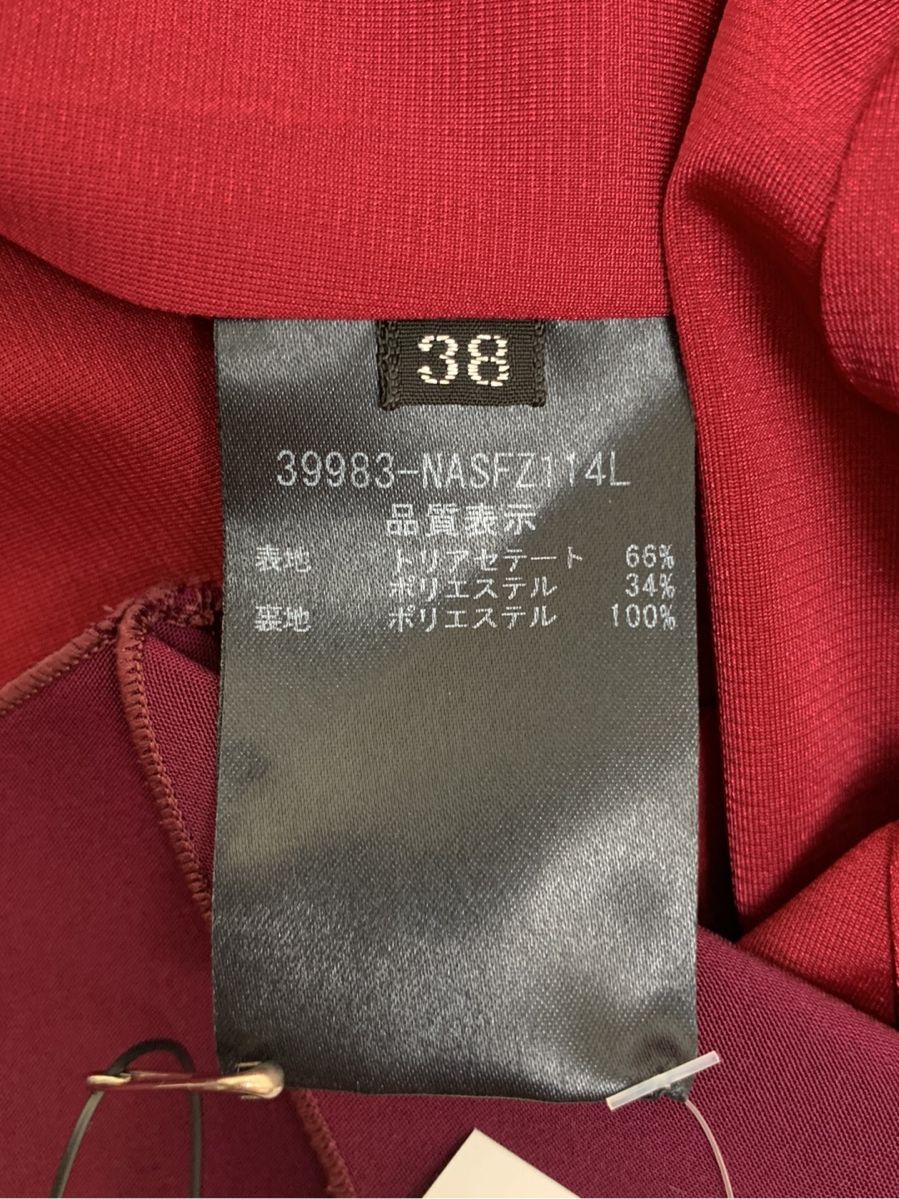 38
39983-NASFZ114L
品質表示
表地 トリアセテート 66%
ポリエステル 34%
裏地 ポリエステル 100%